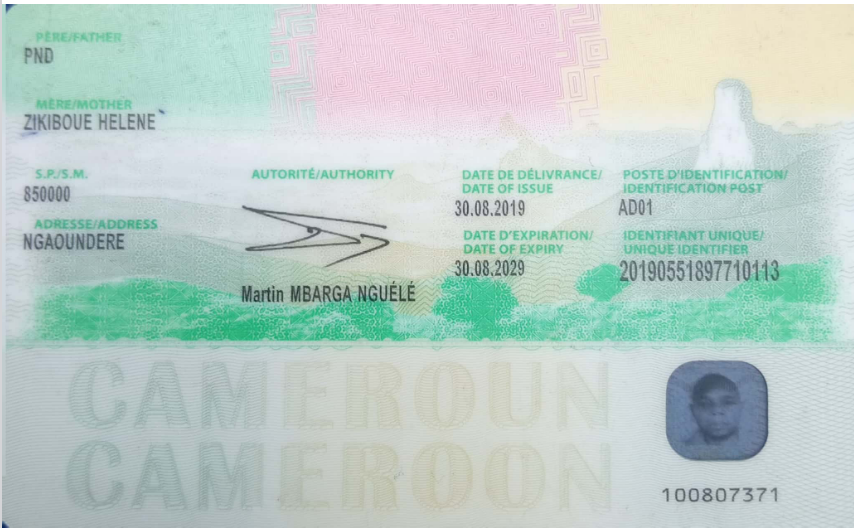 PÈRE/FATHER
PND
MÈRE/MOTHER
ZIKIBOUE HELENE
S.P./S.M.
850000
ADRESSE/ADDRESS
NGAOUNDERE
AUTORITÉ/AUTHORITY
Martin MBARGA NGUÉLÉ
DATE DE DÉLIVRANCE/
DATE OF ISSUE
30.08.2019
DATE D'EXPIRATION/
DATE OF EXPIRY
30.08.2029
POSTE D'IDENTIFICATION/
IDENTIFICATION POST
AD01
IDENTIFIANT UNIQUE/
UNIQUE IDENTIFIER
20190551897710113
CAMEROUN
CAMEROON
100807371